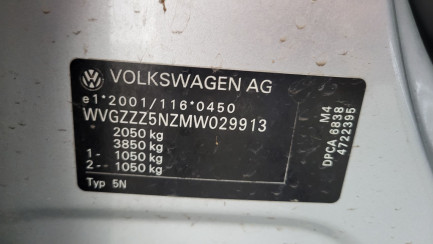 VOLKSWAGEN AG
e1*2001/116*0450
WVGZZZ5NZMW029913
2050 kg
3850 kg
1- 1050 kg
2-- 1050 kg
Typ 5N
M4
DPCA 6838
4722395